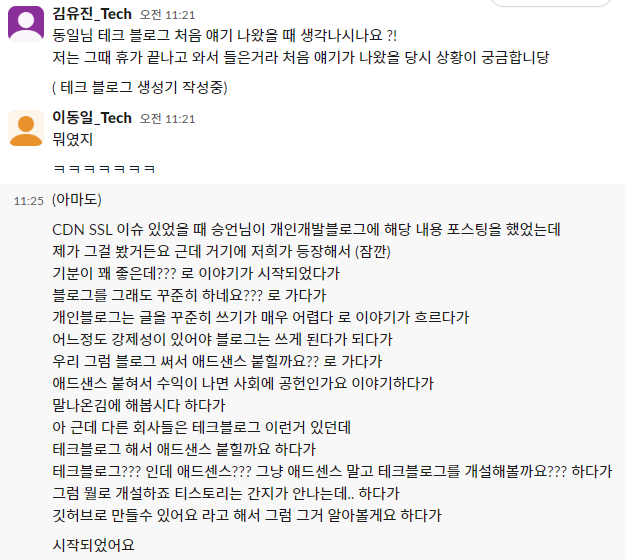 김유진_Tech 오전 11:21
동일님 테크 블로그 처음 얘기 나왔을 때 생각나시나요 ?!
저는 그때 휴가 끝나고 와서 들은거라 처음 얘기가 나왔을 당시 상황이 궁금합니당
( 테크 블로그 생성기 작성중)
이동일_Tech 오전 11:21
뭐였지
ㅋㅋㅋㅋㅋㅋㅋ
11:25 (아마도)
CDN SSL 이슈 있었을 때 승언님이 개인개발블로그에 해당 내용 포스팅을 했었는데
제가 그걸 봤거든요 근데 거기에 저희가 등장해서 (잠깐)
기분이 꽤 좋은데??? 로 이야기가 시작되었다가
블로그를 그래도 꾸준히 하네요??? 로 가다가
개인블로그는 글을 꾸준히 쓰기가 매우 어렵다 로 이야기가 흐르다가
어느정도 강제성이 있어야 블로그는 쓰게 된다가 되다가
우리 그럼 블로그 써서 애드샌스 붙힐까요?? 로 가다가
애드샌스 붙혀서 수익이 나면 사회에 공헌인가요 이야기하다가
말나온김에 해봅시다 하다가
아 근데 다른 회사들은 테크블로그 이런거 있던데
테크블로그 해서 애드샌스 붙힐까요 하다가
테크블로그??? 인데 애드센스??? 그냥 애드센스 말고 테크블로그를 개설해볼까요??? 하다가
그럼 뭘로 개설하죠 티스토리는 간지가 안나는데.. 하다가
깃허브로 만들수 있어요 라고 해서 그럼 그거 알아볼게요 하다가
시작되었어요